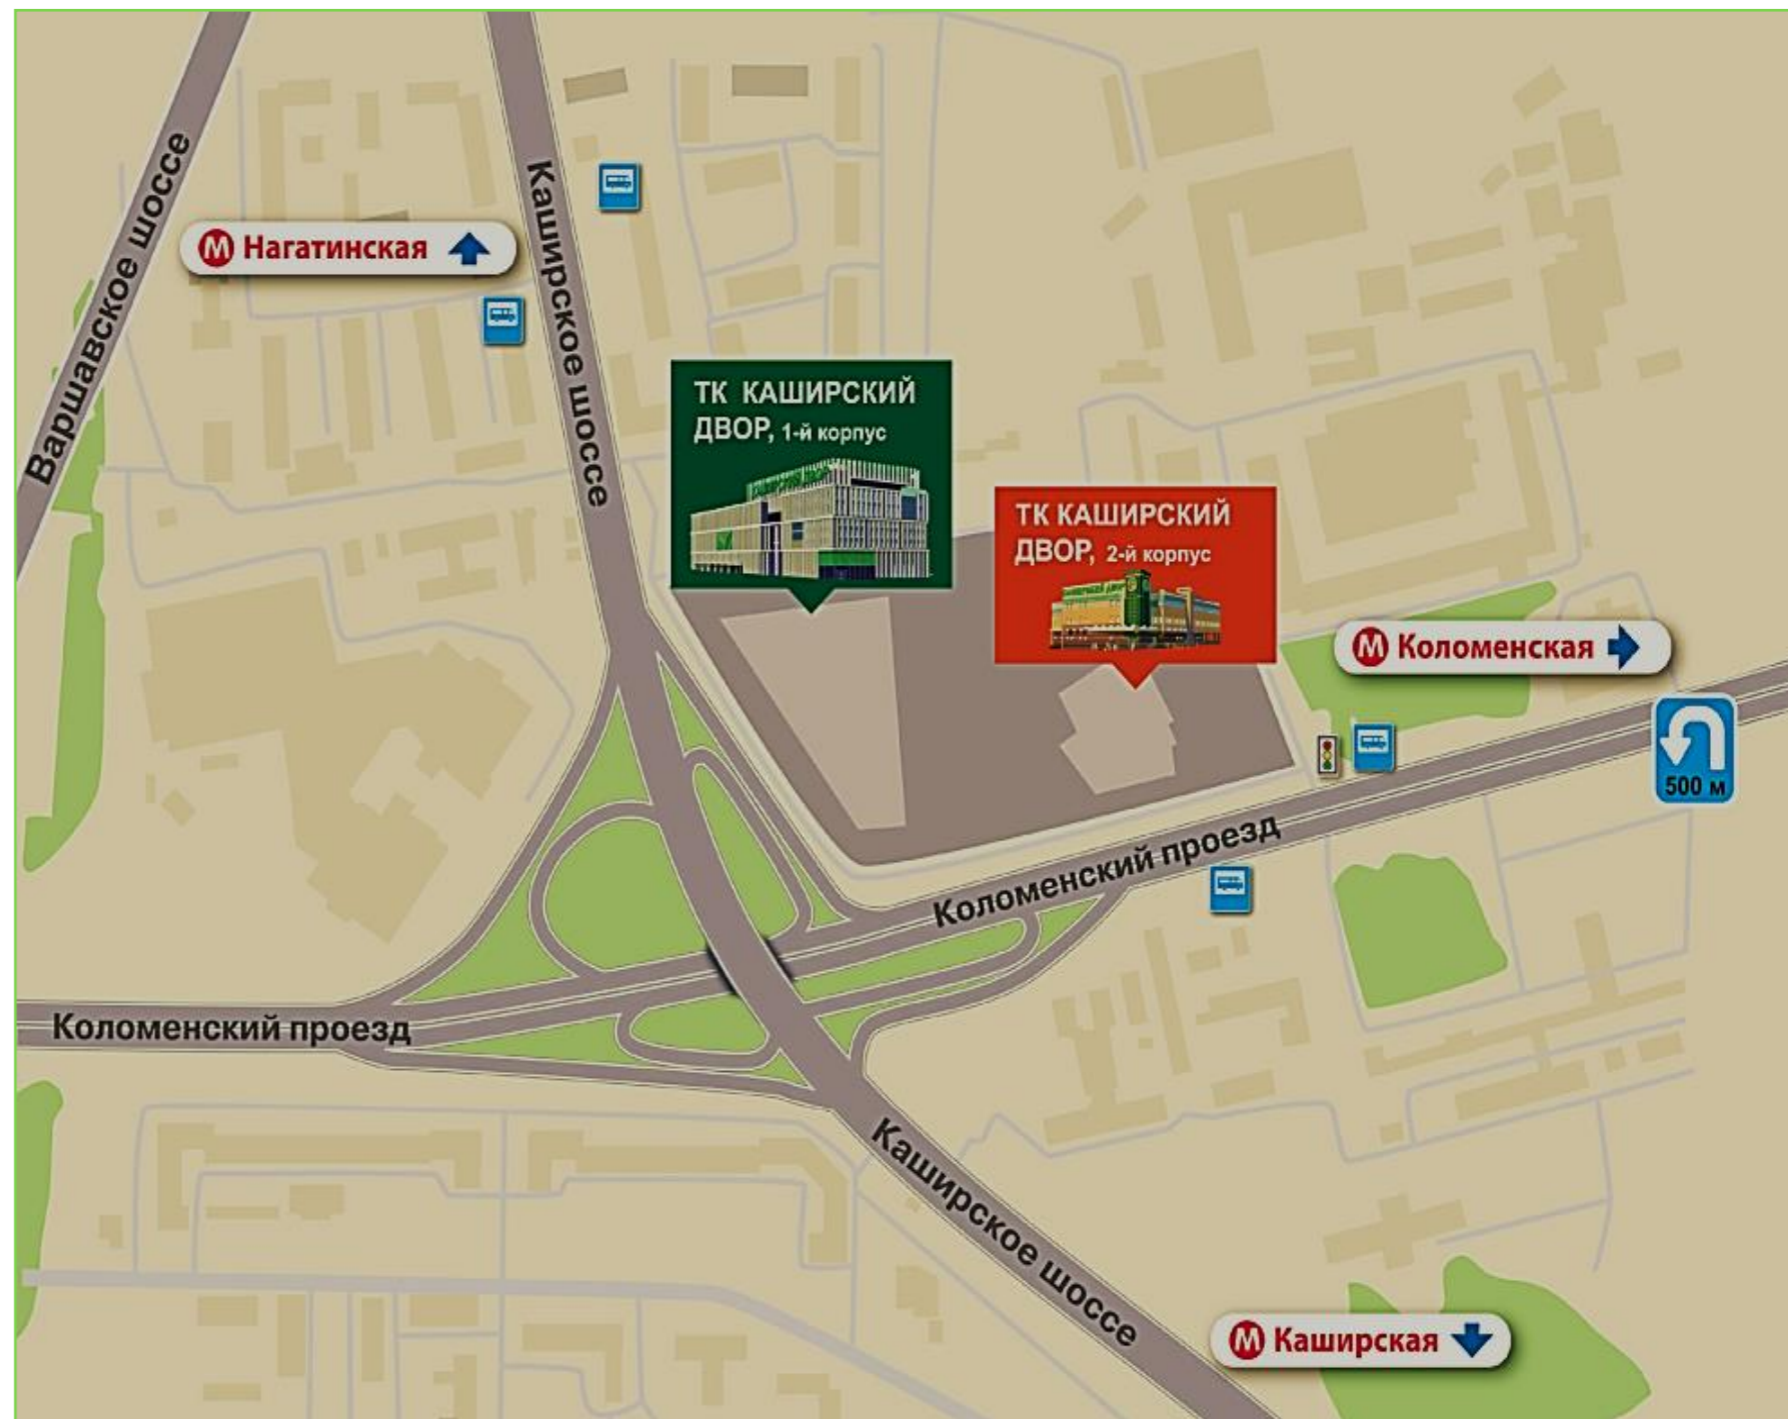 Варшавское шоссе
Каширское шоссе
М Нагатинская
ТК КАШИРСКИЙ
ДВОР, 1-й корпус
ТК КАШИРСКИЙ
ДВОР, 2-й корпус
М Коломенская
500 м
Коломенский проезд
Коломенский проезд
Каширское шоссе
М Каширская